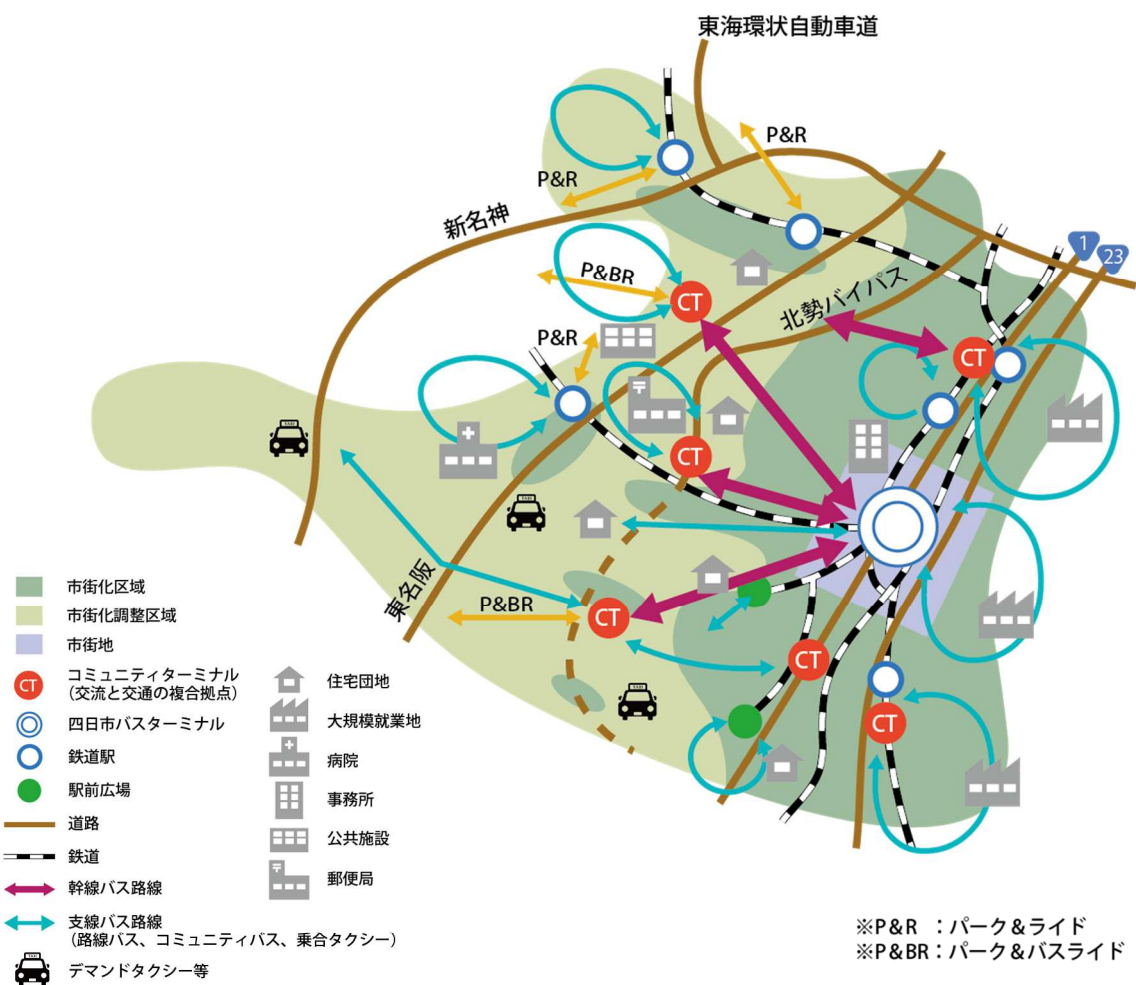 東海環状自動車道
P&R
P&R
新名神
1
23
P&BR
CT
北勢バイパス
P&R
CT
CT
東名阪
P&BR
CT
CT
CT
市街化区域
市街化調整区域
市街地
CT
コミュニティターミナル
(交流と交通の複合拠点)
四日市バスターミナル
鉄道駅
駅前広場
道路
鉄道
幹線バス路線
支線バス路線
(路線バス、コミュニティバス、乗合タクシー)
デマンドタクシー等
住宅団地
大規模就業地
病院
事務所
公共施設
郵便局
※P&R :パーク&ライド
※P&BR:パーク&バスライド